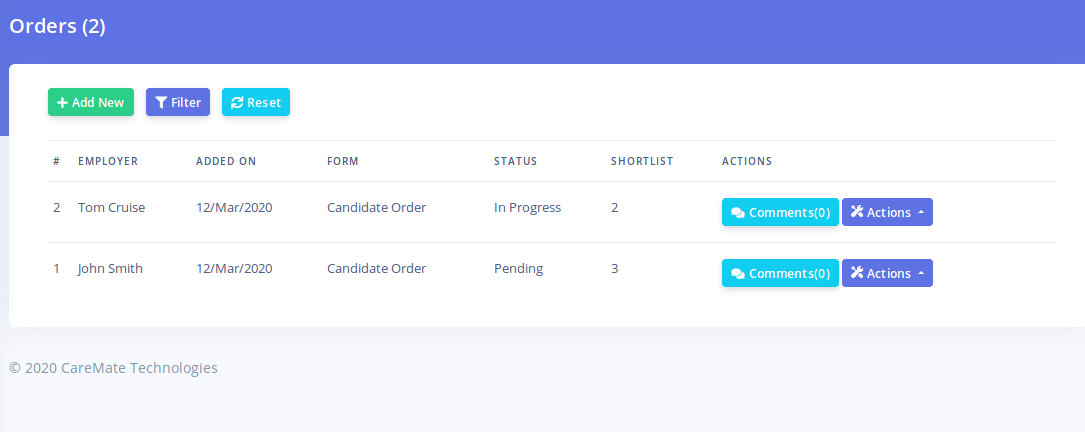 Orders (2)
Add New Filter Reset
# EMPLOYER ADDED ON FORM STATUS SHORTLIST ACTIONS
2 Tom Cruise 12/Mar/2020 Candidate Order In Progress 2 Comments(0) Actions
1 John Smith 12/Mar/2020 Candidate Order Pending 3 Comments(0) Actions
© 2020 CareMate Technologies